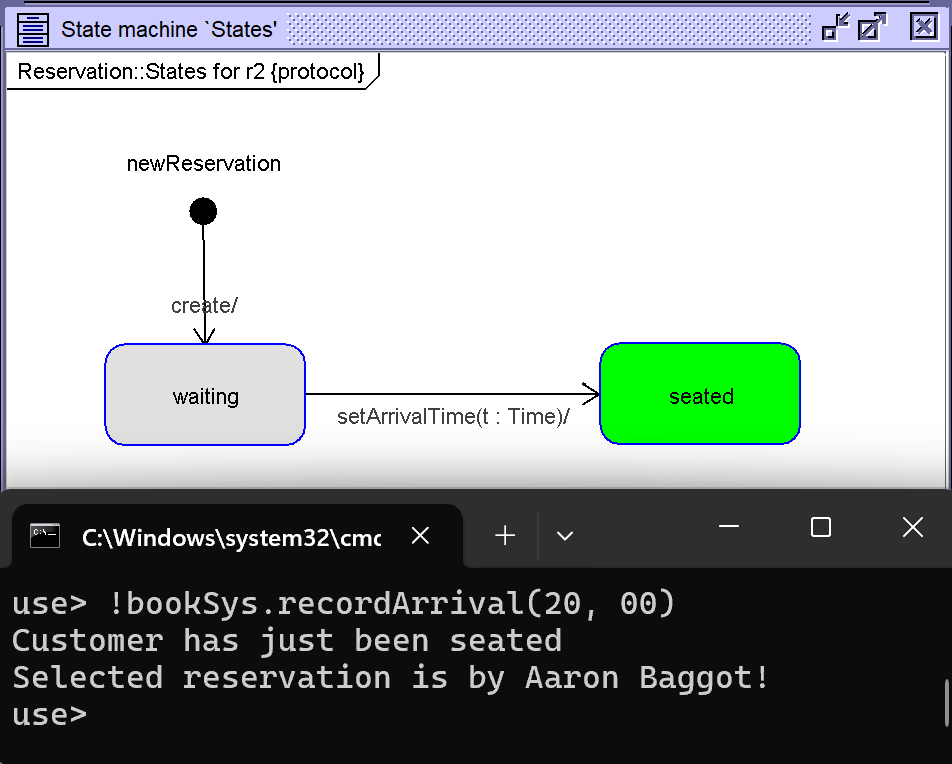 State machine `States'
Reservation::States for r2 {protocol}
newReservation
create/
waiting
setArrivalTime(t : Time)/
seated
C:\Windows\system32\cmd
use> !bookSys.recordArrival(20, 00)
Customer has just been seated
Selected reservation is by Aaron Baggot!
use>